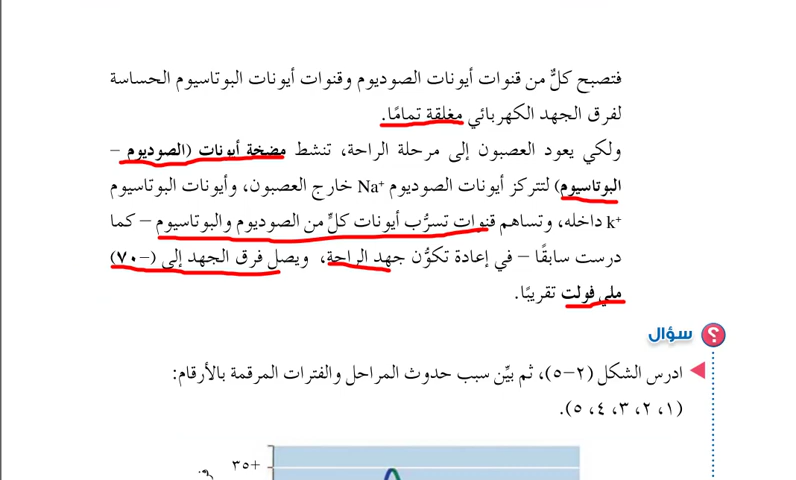 فتصبح كلٌّ من قنوات أيونات الصوديوم وقنوات أيونات البوتاسيوم الحساسة
لفرق الجهد الكهربائي مغلقة تمامًا.
ولكي يعود العصبون إلى مرحلة الراحة، تنشط مضخة أيونات (الصوديوم –
البوتاسيوم) لتتركز أيونات الصوديوم Na+ خارج العصبون، وأيونات البوتاسيوم
k+ داخله، وتساهم قنوات تسرُّب أيونات كلٍّ من الصوديوم والبوتاسيوم – كما
درست سابقًا – في إعادة تكوُّن جهد الراحة، ويصل فرق الجهد إلى (-٧٠)
ملي فولت تقريبًا.
؟ سؤال
ادرس الشكل (٢-٥)، ثم بيِّن سبب حدوث المراحل والفترات المرقمة بالأرقام:
(١، ٢، ٣، ٤، ٥).
+٣٥